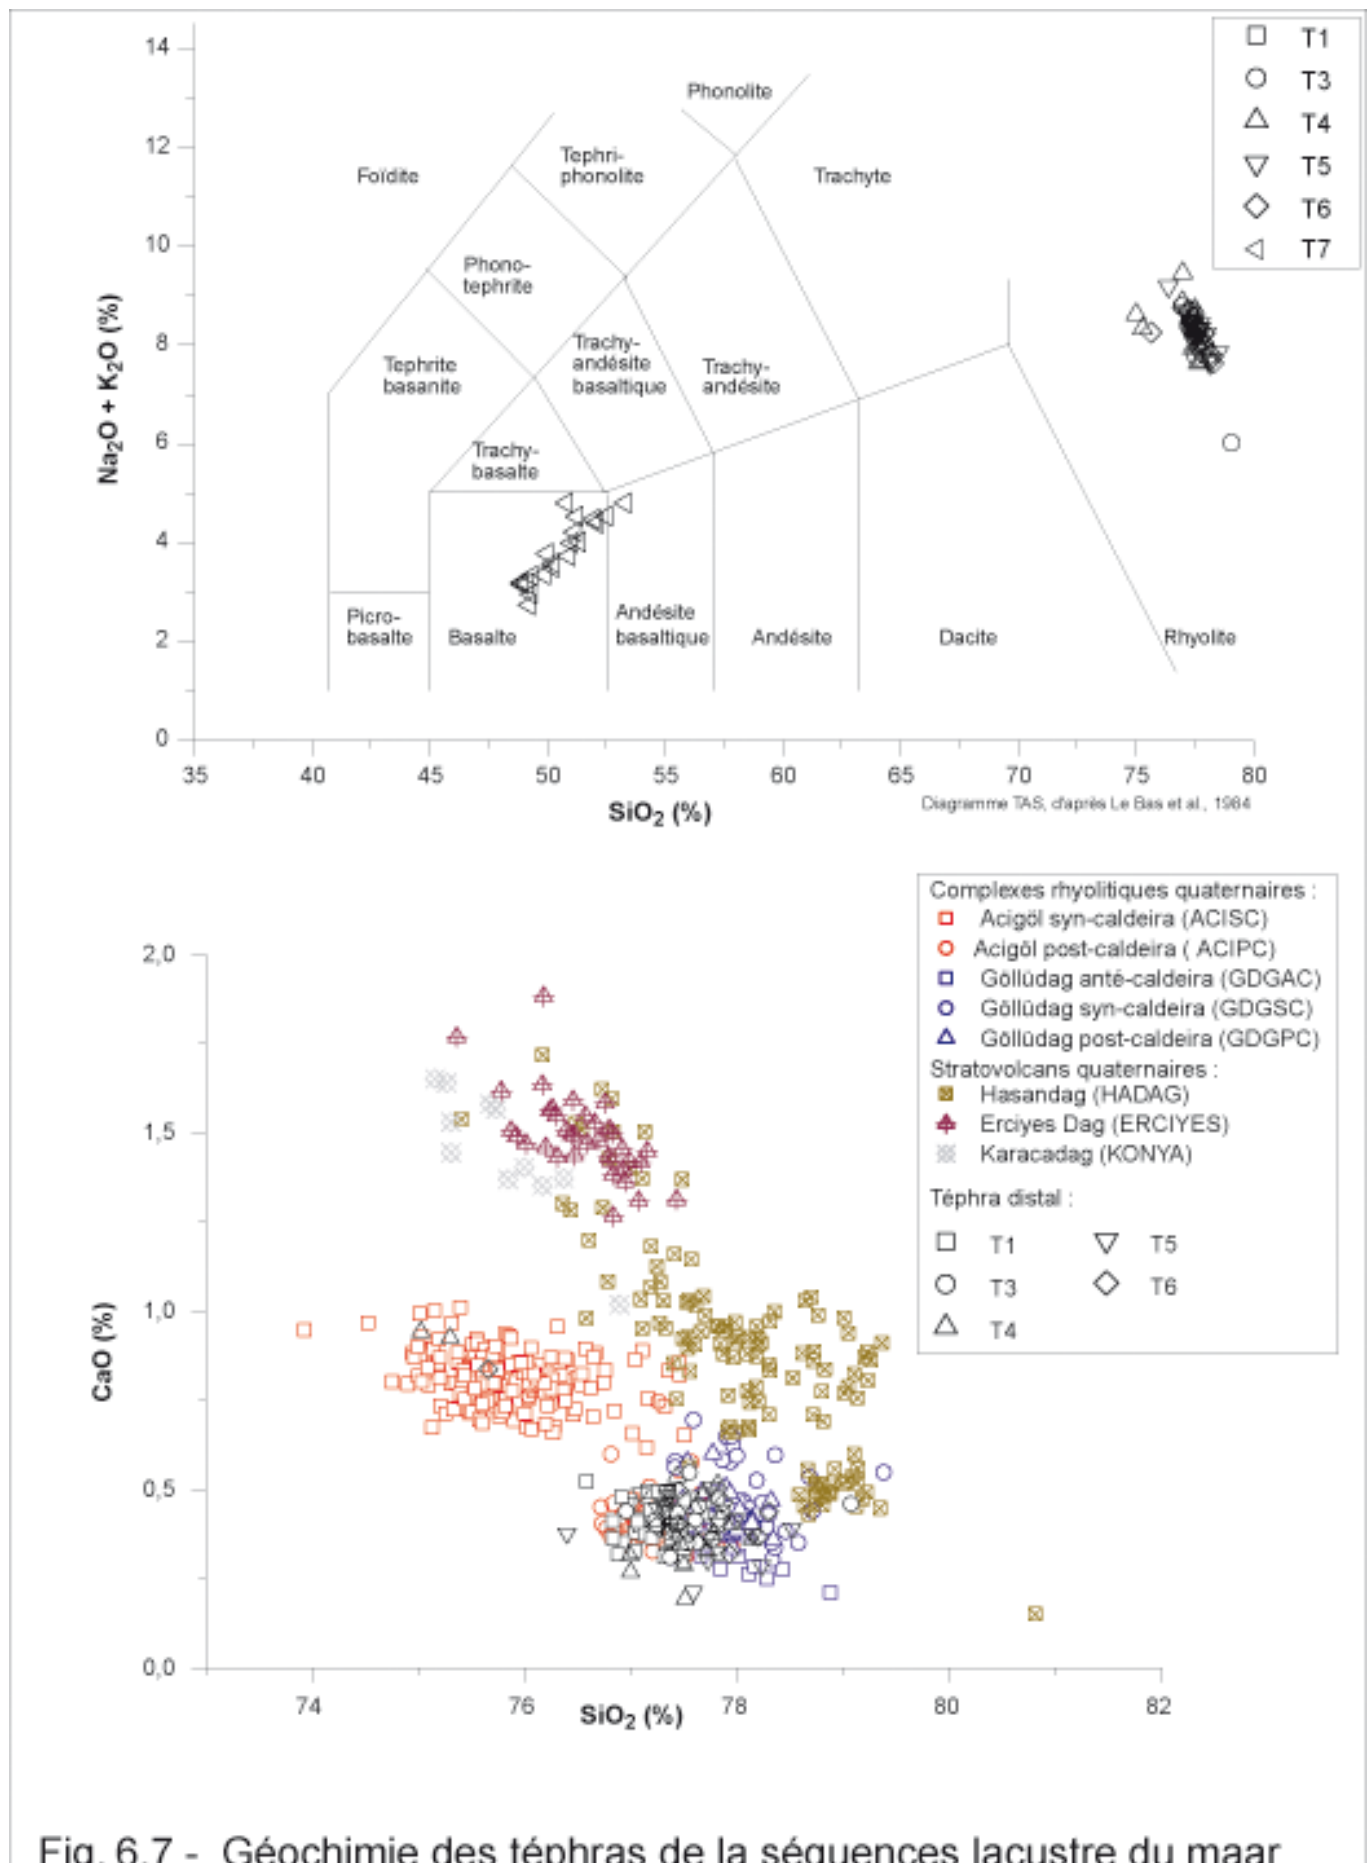 14
12
10
8
6
4
2
0
Na2O + K2O (%)
35 40 45 50 55 60 65 70 75 80
SiO2 (%)
Diagramme TAS, d'après Le Bas et al., 1984
T1
T3
T4
T5
T6
T7
Phonolite
Foïdite
Tephri-
phonolite
Trachyte
Phono-
tephrite
Tephrite
basanite
Trachy-
andésite
basaltique
Trachy-
andésite
Trachy-
basalte
Picro-
basalte
Basalte
Andésite
basaltique
Andésite
Dacite
Rhyolite
Complexes rhyolitiques quaternaires :
Acigöl syn-caldeira (ACISC)
Acigöl post-caldeira ( ACIPC)
Göllüdag anté-caldeira (GDGAC)
Göllüdag syn-caldeira (GDGSC)
Göllüdag post-caldeira (GDGPC)
Stratovolcans quaternaires :
Hasandag (HADAG)
Erciyes Dag (ERCIYES)
Karacadag (KONYA)
Téphra distal :
T1 T5
T3 T6
T4
2,0
1,5
1,0
0,5
0,0
CaO (%)
74 76 78 80 82
SiO2 (%)
Fig. 6.7 - Géochimie des téphras de la séquences lacustre du maar